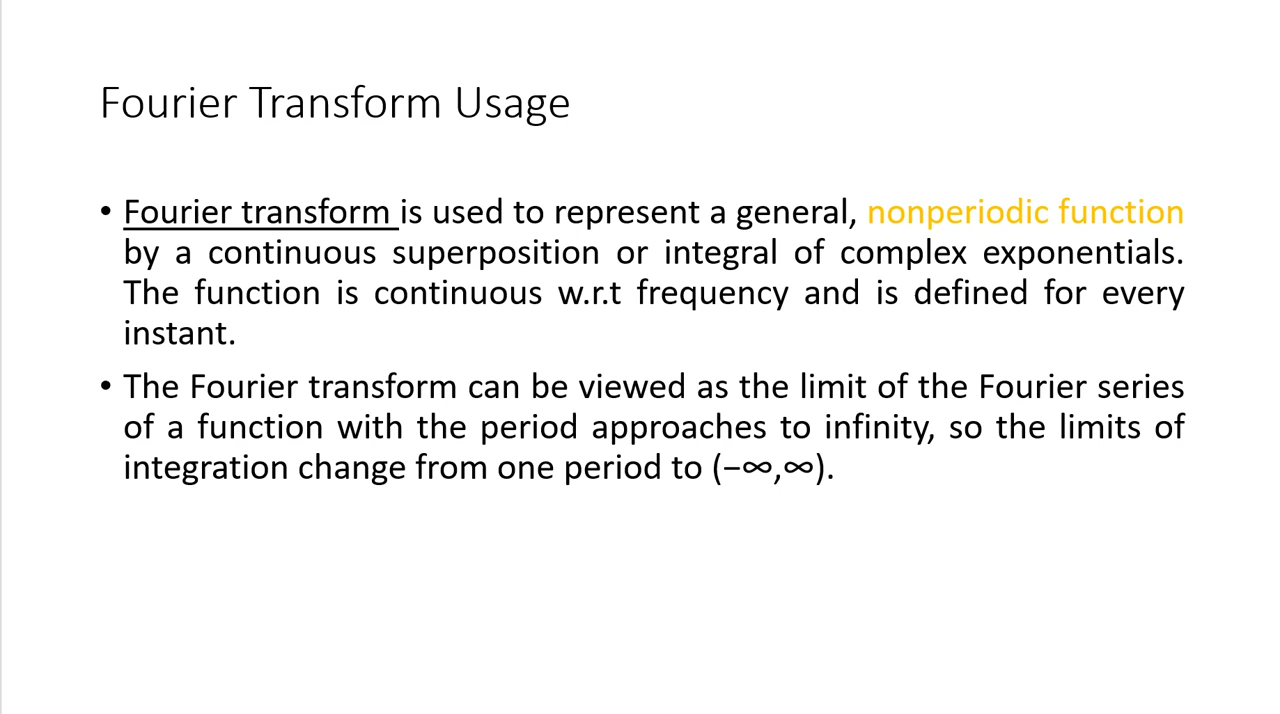 Fourier Transform Usage
• Fourier transform is used to represent a general, nonperiodic function
by a continuous superposition or integral of complex exponentials.
The function is continuous w.r.t frequency and is defined for every
instant.
• The Fourier transform can be viewed as the limit of the Fourier series
of a function with the period approaches to infinity, so the limits of
integration change from one period to (−∞,∞).